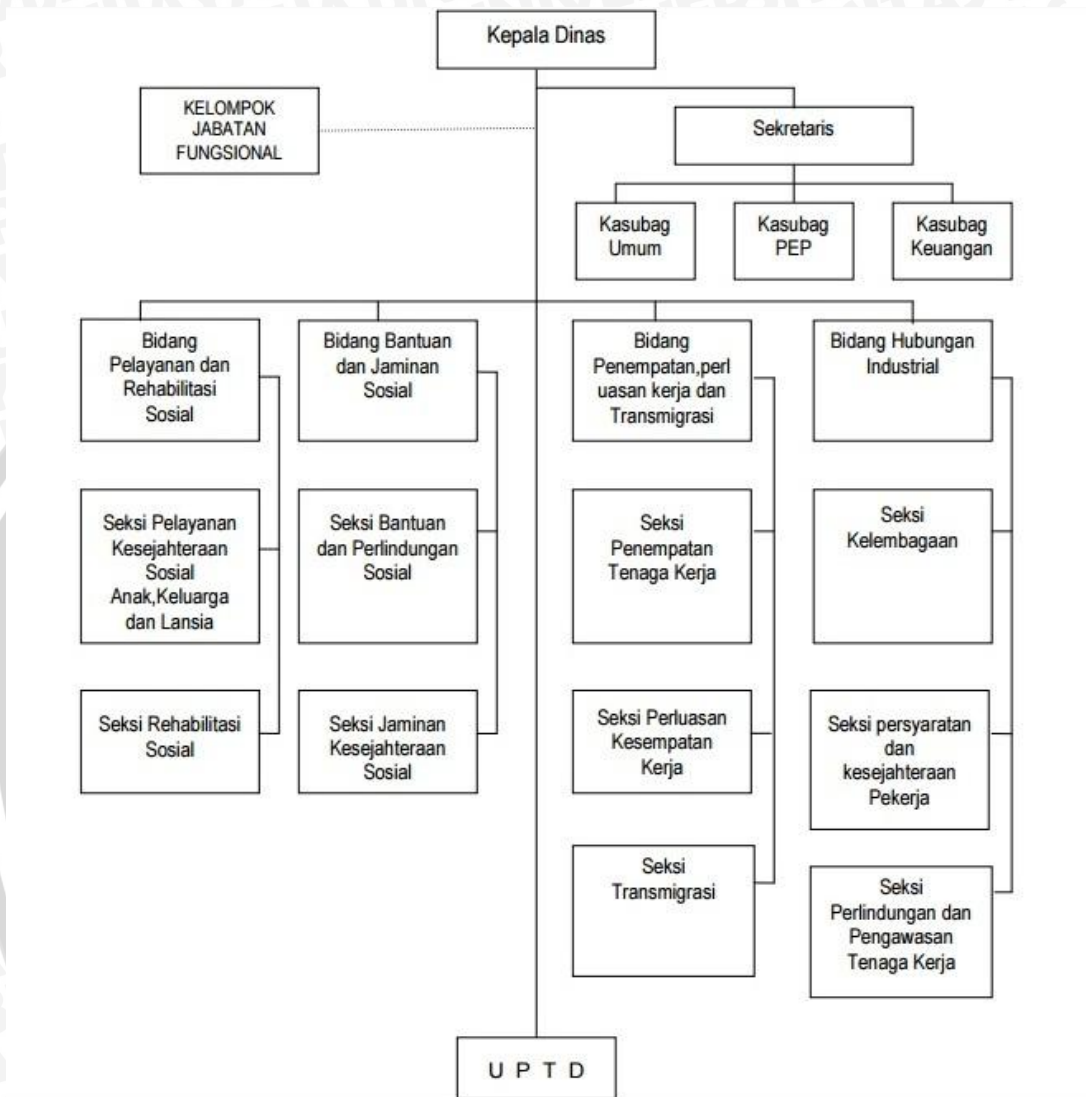 Kepala Dinas
KELOMPOK
JABATAN
FUNGSIONAL
Sekretaris
Kasubag
Umum
Kasubag
PEP
Kasubag
Keuangan
Bidang
Pelayanan dan
Rehabilitasi
Sosial
Bidang Bantuan
dan Jaminan
Sosial
Bidang
Penempatan,perl
uasan kerja dan
Transmigrasi
Bidang Hubungan
Industrial
Seksi Pelayanan
Kesejahteraan
Sosial
Anak,Keluarga
dan Lansia
Seksi Bantuan
dan Perlindungan
Sosial
Seksi
Penempatan
Tenaga Kerja
Seksi
Kelembagaan
Seksi Rehabilitasi
Sosial
Seksi Jaminan
Kesejahteraan
Sosial
Seksi Perluasan
Kesempatan
Kerja
Seksi persyaratan
dan
kesejahteraan
Pekerja
Seksi
Transmigrasi
Seksi
Perlindungan dan
Pengawasan
Tenaga Kerja
U P T D